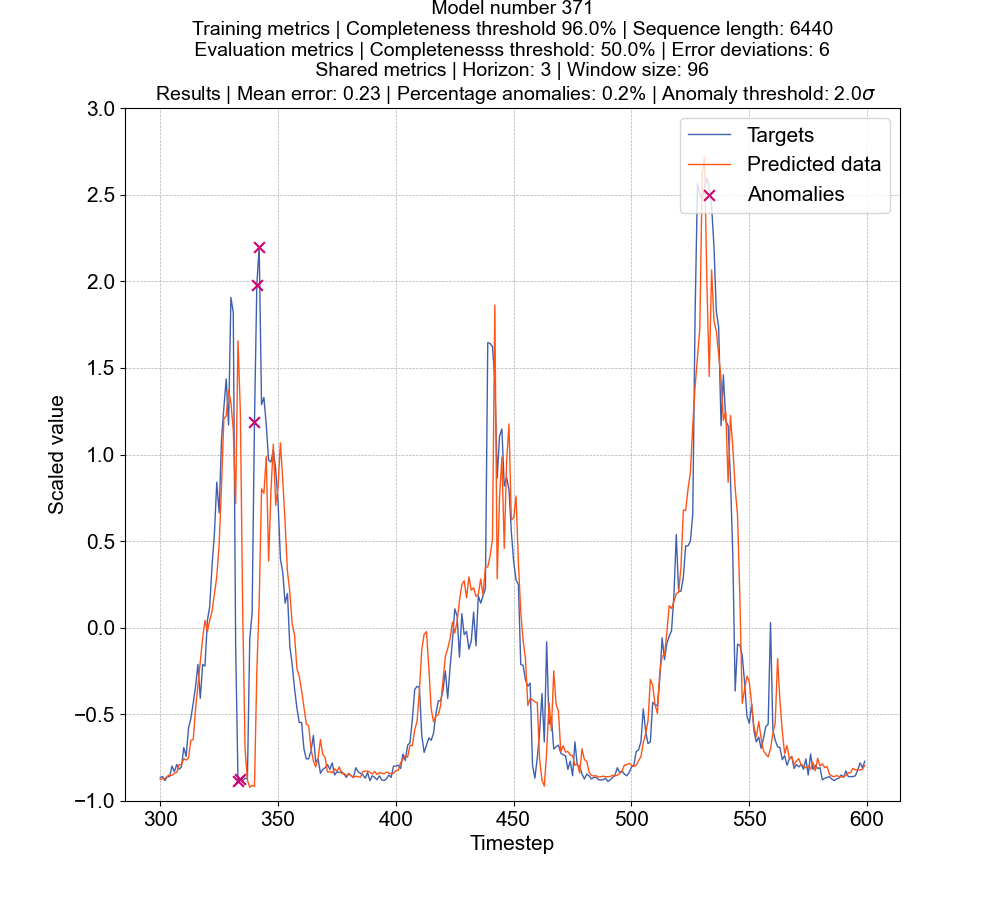 Model number 371
Training metrics | Completeness threshold 96.0% | Sequence length: 6440
Evaluation metrics | Completenesss threshold: 50.0% | Error deviations: 6
Shared metrics | Horizon: 3 | Window size: 96
Results | Mean error: 0.23 | Percentage anomalies: 0.2% | Anomaly threshold: 2.0σ
Targets
Predicted data
Anomalies
3.0
2.5
2.0
1.5
1.0
0.5
0.0
−0.5
−1.0
Scaled value
300 350 400 450 500 550 600
Timestep